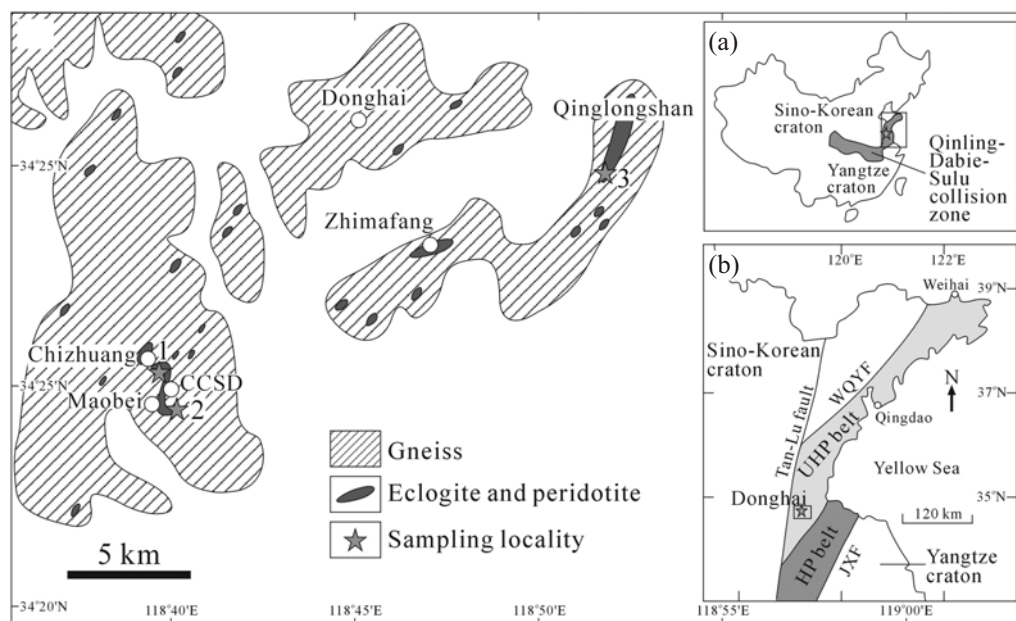 Donghai
Qinglongshan
3
Zhimafang
Chizhuang
1
CCSD
Maobei
2
Gneiss
Eclogite and peridotite
Sampling locality
5 km
34°25'N
34°25'N
34°20'N
118°40'E
118°45'E
118°50'E
(a)
Sino-Korean
craton
Yangtze
craton
Qinling-
Dabie-
Sulu
collision
zone
(b)
120°E
122°E
Weihai
39°N
Sino-Korean
craton
WQYF
N
37°N
Tan-Lu fault
Qingdao
UHP belt
Yellow Sea
Donghai
35°N
120 km
HP belt
JXF
Yangtze
craton
118°55'E
119°00'E